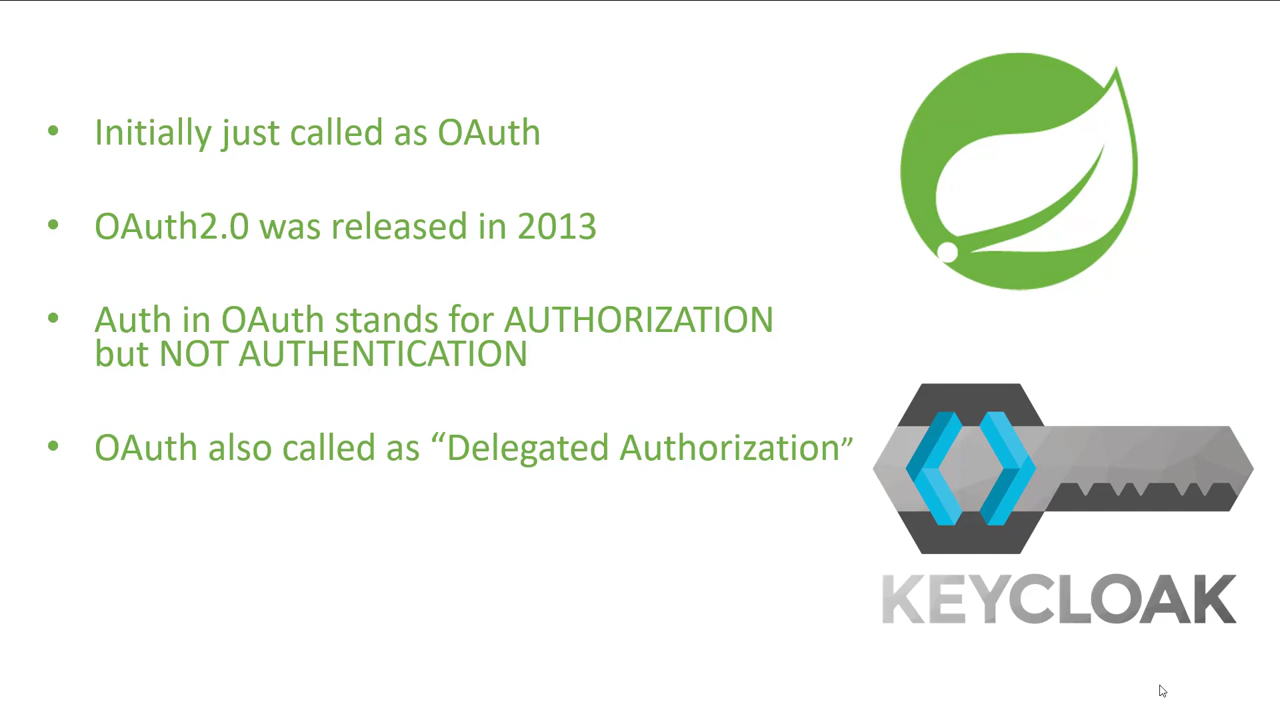 • Initially just called as OAuth
• OAuth2.0 was released in 2013
• Auth in OAuth stands for AUTHORIZATION
but NOT AUTHENTICATION
• OAuth also called as “Delegated Authorization”
KEYCLOAK